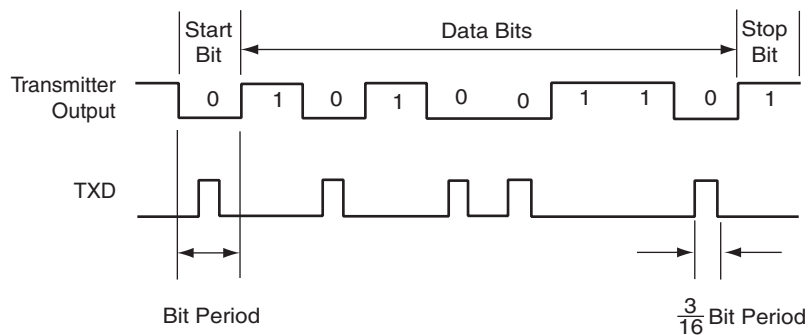 Start
Bit
Data Bits
Stop
Bit
Transmitter
Output
0 1 0 1 0 0 1 1 0 1
TXD
Bit Period
3/16 Bit Period